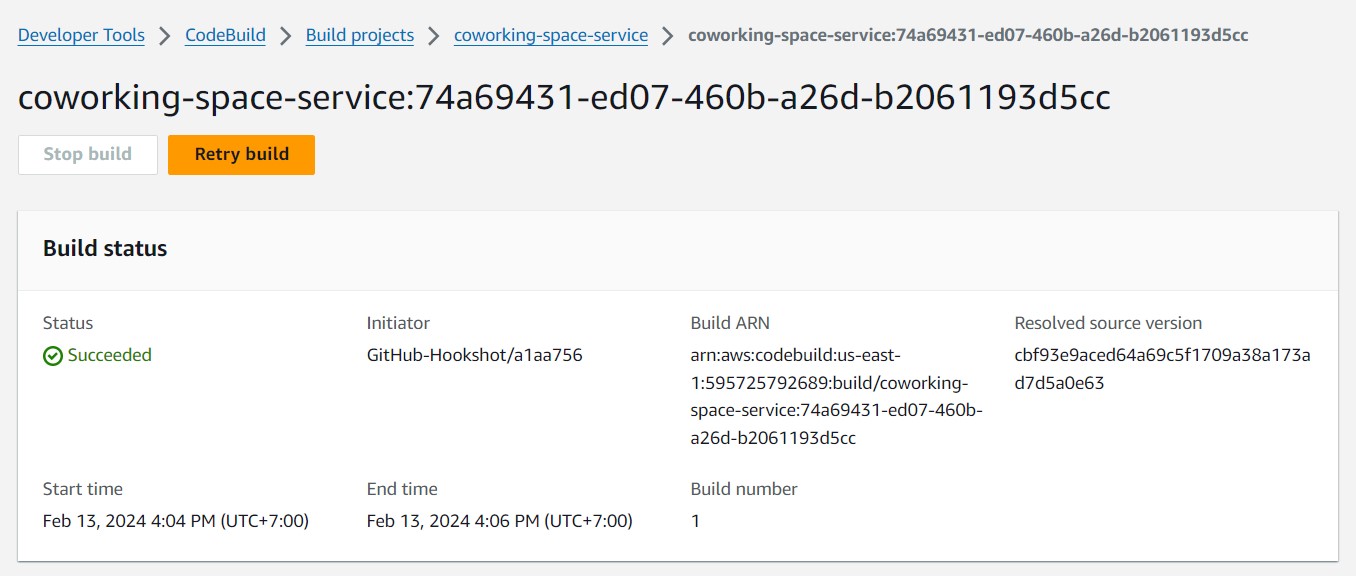 Developer Tools > CodeBuild > Build projects > coworking-space-service > coworking-space-service:74a69431-ed07-460b-a26d-b2061193d5cc
coworking-space-service:74a69431-ed07-460b-a26d-b2061193d5cc
Stop build Retry build
Build status
Status
Succeeded
Initiator
GitHub-Hookshot/a1aa756
Build ARN
arn:aws:codebuild:us-east-
1:595725792689:build/coworking-
space-service:74a69431-ed07-460b-
a26d-b2061193d5cc
Resolved source version
cbf93e9aced64a69c5f1709a38a173a
d7d5a0e63
Start time
Feb 13, 2024 4:04 PM (UTC+7:00)
End time
Feb 13, 2024 4:06 PM (UTC+7:00)
Build number
1